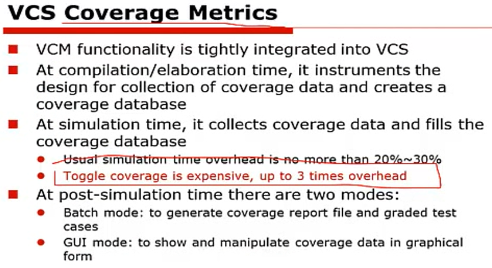 VCS Coverage Metrics
VCM functionality is tightly integrated into VCS
At compilation/elaboration time, it instruments the
design for collection of coverage data and creates a
coverage database
At simulation time, it collects coverage data and fills the
coverage database
Usual simulation time overhead is no more than 20%~30%
Toggle coverage is expensive, up to 3 times overhead
At post-simulation time there are two modes:
Batch mode: to generate coverage report file and graded test
cases
GUI mode: to show and manipulate coverage data in graphical
form